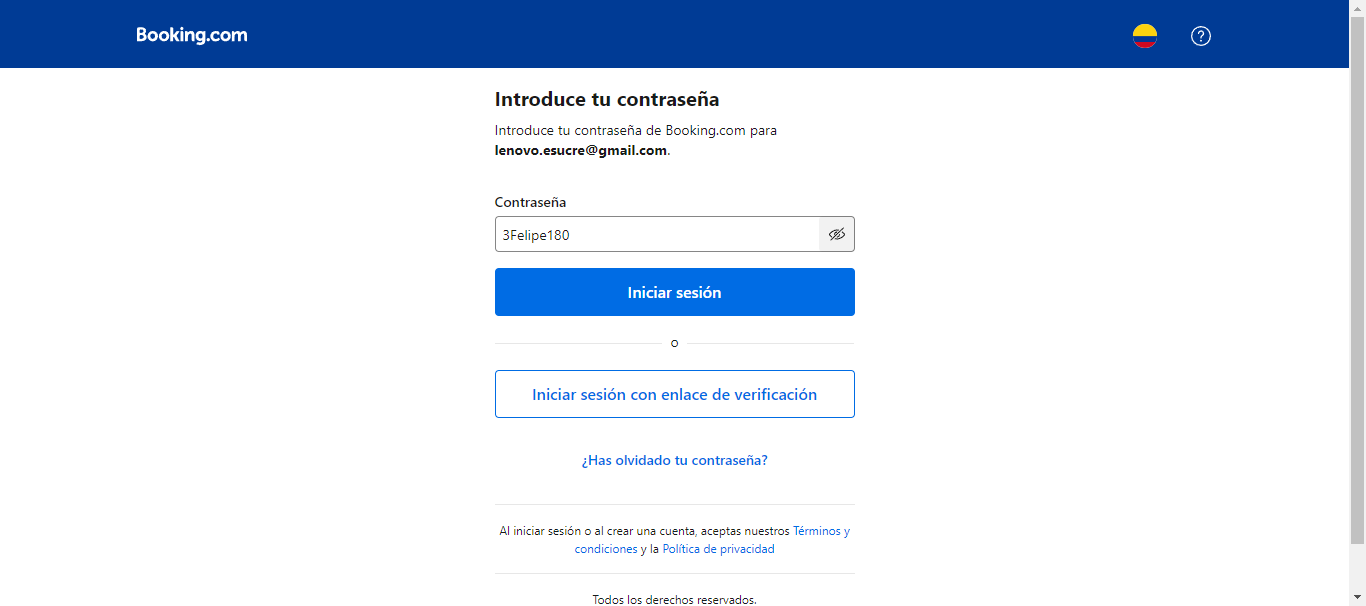 Booking.com
Introduce tu contraseña
Introduce tu contraseña de Booking.com para
lenovo.esucre@gmail.com.
Contraseña
3Felipe180
Iniciar sesión
o
Iniciar sesión con enlace de verificación
¿Has olvidado tu contraseña?
Al iniciar sesión o al crear una cuenta, aceptas nuestros Términos y
condiciones y la Política de privacidad
Todos los derechos reservados.